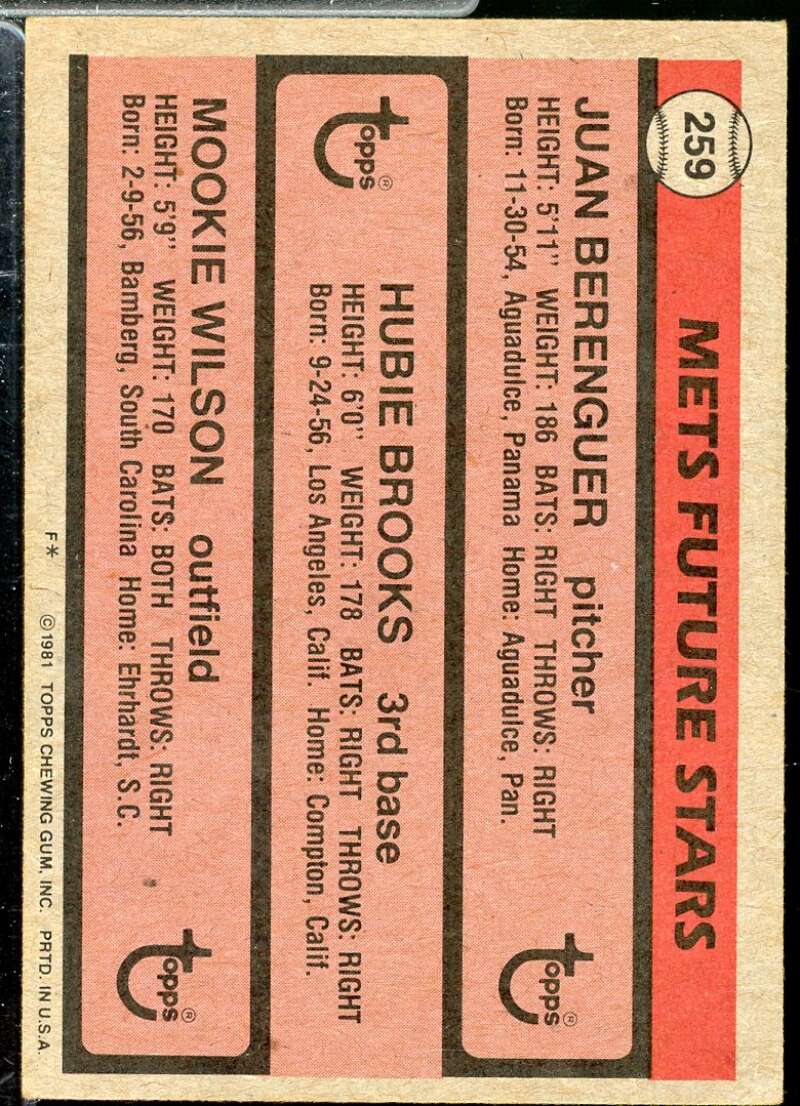 259
METS FUTURE STARS
JUAN BERENGUER pitcher
HEIGHT: 5'11" WEIGHT: 186 BATS: RIGHT THROWS: RIGHT
Born: 11-30-54, Aguadulce, Panama Home: Aguadulce, Pan.
topps®
topps®
HUBIE BROOKS 3rd base
HEIGHT: 6'0" WEIGHT: 178 BATS: RIGHT THROWS: RIGHT
Born: 9-24-56, Los Angeles, Calif. Home: Compton, Calif.
MOOKIE WILSON outfield
HEIGHT: 5'9" WEIGHT: 170 BATS: BOTH THROWS: RIGHT
Born: 2-9-56, Bamberg, South Carolina Home: Ehrhardt, S.C.
topps®
F* ©1981 TOPPS CHEWING GUM, INC. PRTD. IN U.S.A.